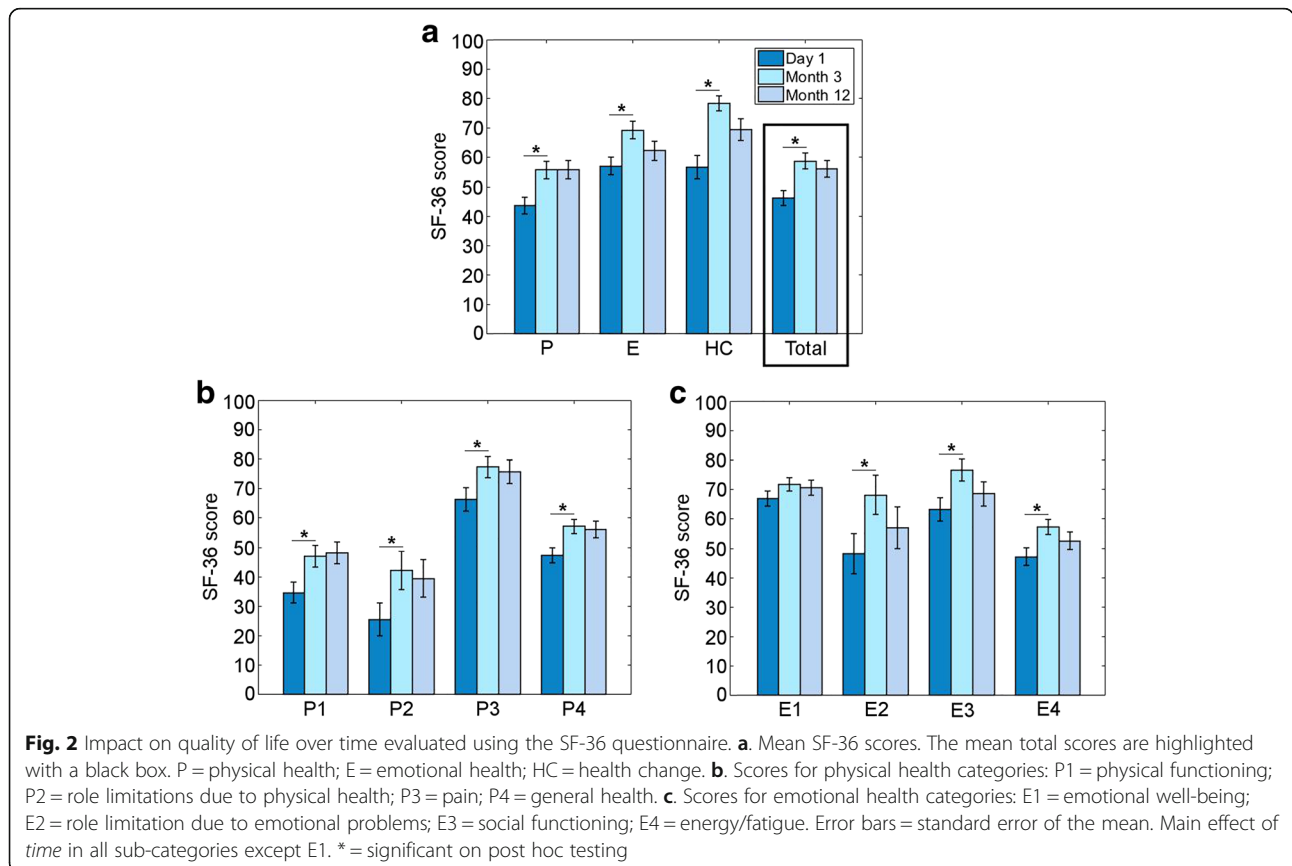 a
100
90
80
70
60
50
40
30
20
10
0
SF-36 score
Day 1
Month 3
Month 12
* * * *
P E HC Total
b
100
90
80
70
60
50
40
30
20
10
0
SF-36 score
* * * *
P1 P2 P3 P4
c
100
90
80
70
60
50
40
30
20
10
0
SF-36 score
* * *
E1 E2 E3 E4
Fig. 2 Impact on quality of life over time evaluated using the SF-36 questionnaire. a. Mean SF-36 scores. The mean total scores are highlighted
with a black box. P = physical health; E = emotional health; HC = health change. b. Scores for physical health categories: P1 = physical functioning;
P2 = role limitations due to physical health; P3 = pain; P4 = general health. c. Scores for emotional health categories: E1 = emotional well-being;
E2 = role limitation due to emotional problems; E3 = social functioning; E4 = energy/fatigue. Error bars = standard error of the mean. Main effect of
time in all sub-categories except E1. * = significant on post hoc testing